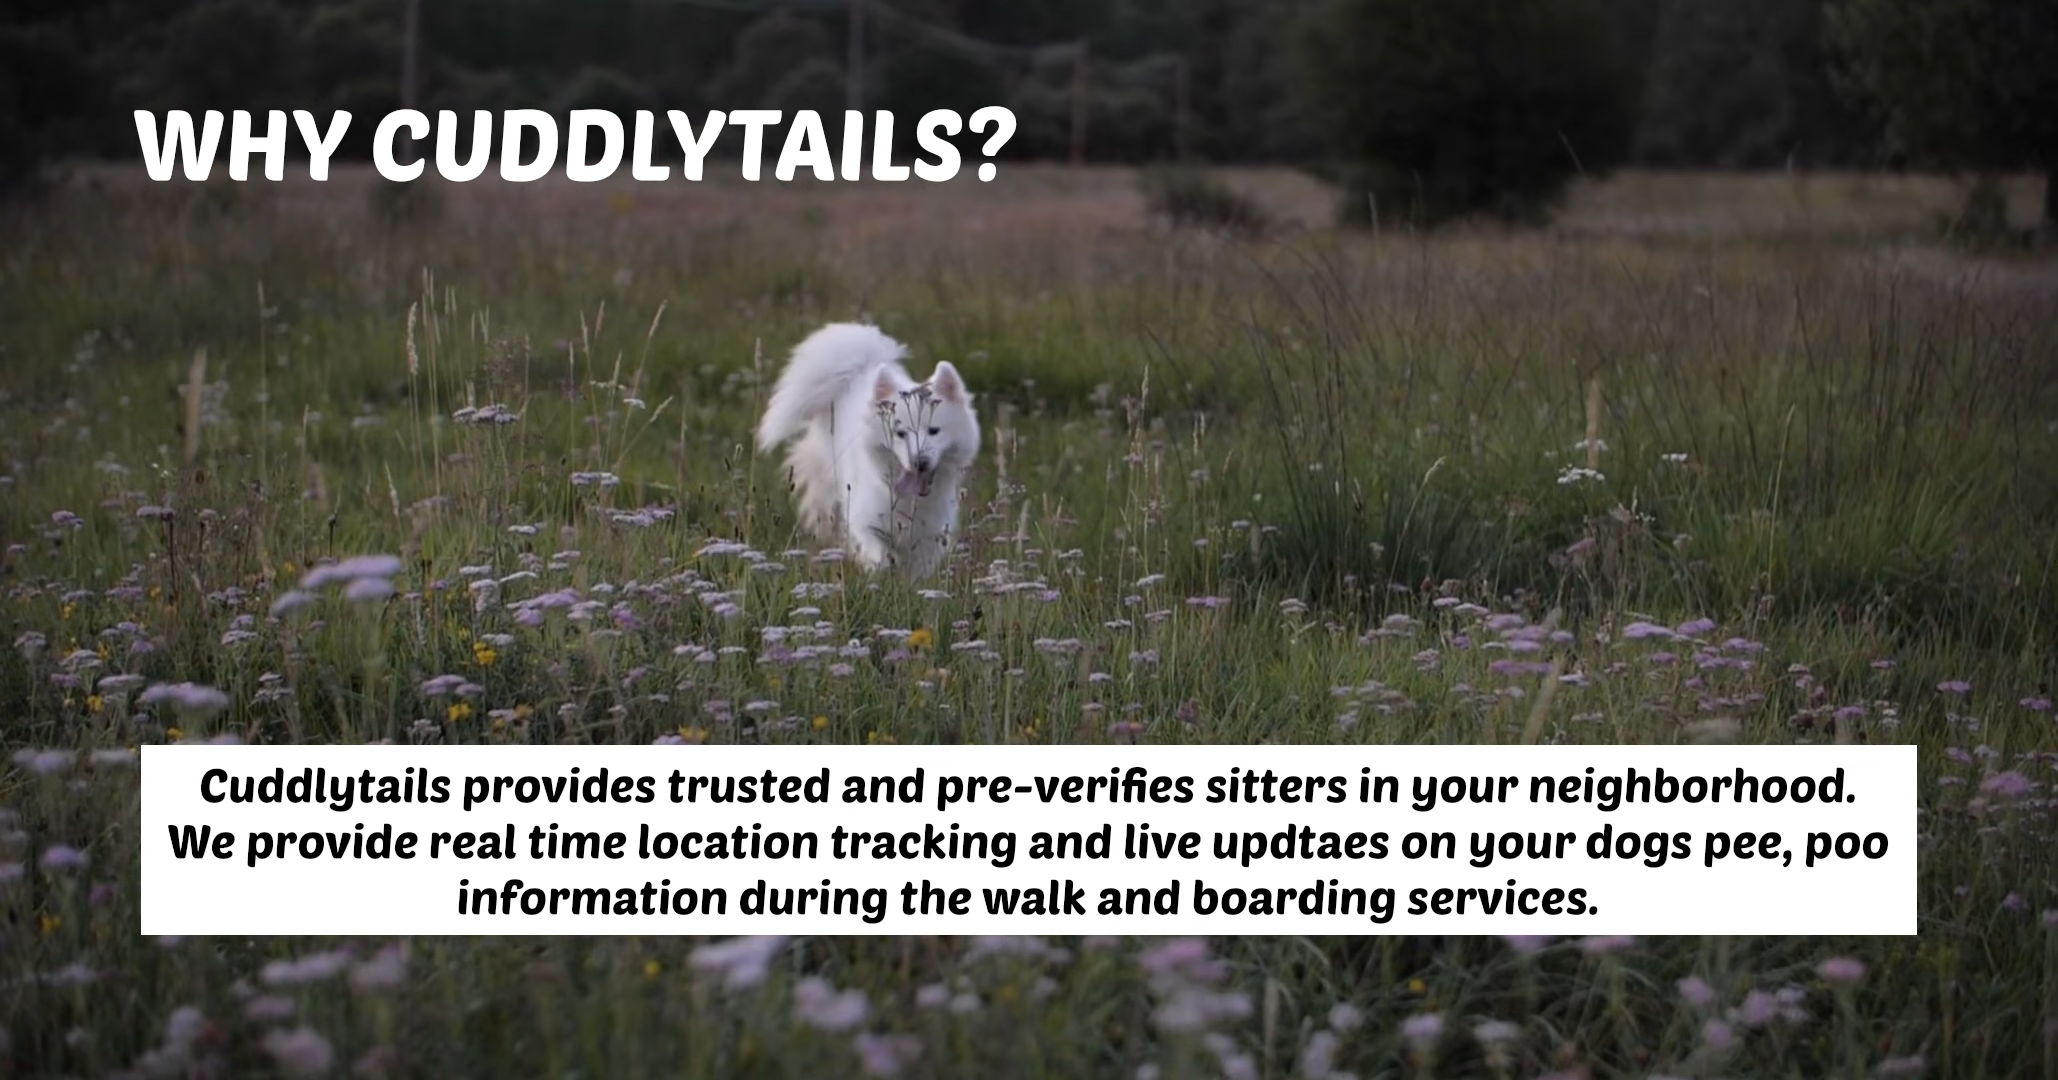 WHY CUDDLYTAILS?
Cuddlytails provides trusted and pre-verifies sitters in your neighborhood.
We provide real time location tracking and live updtaes on your dogs pee, poo
information during the walk and boarding services.